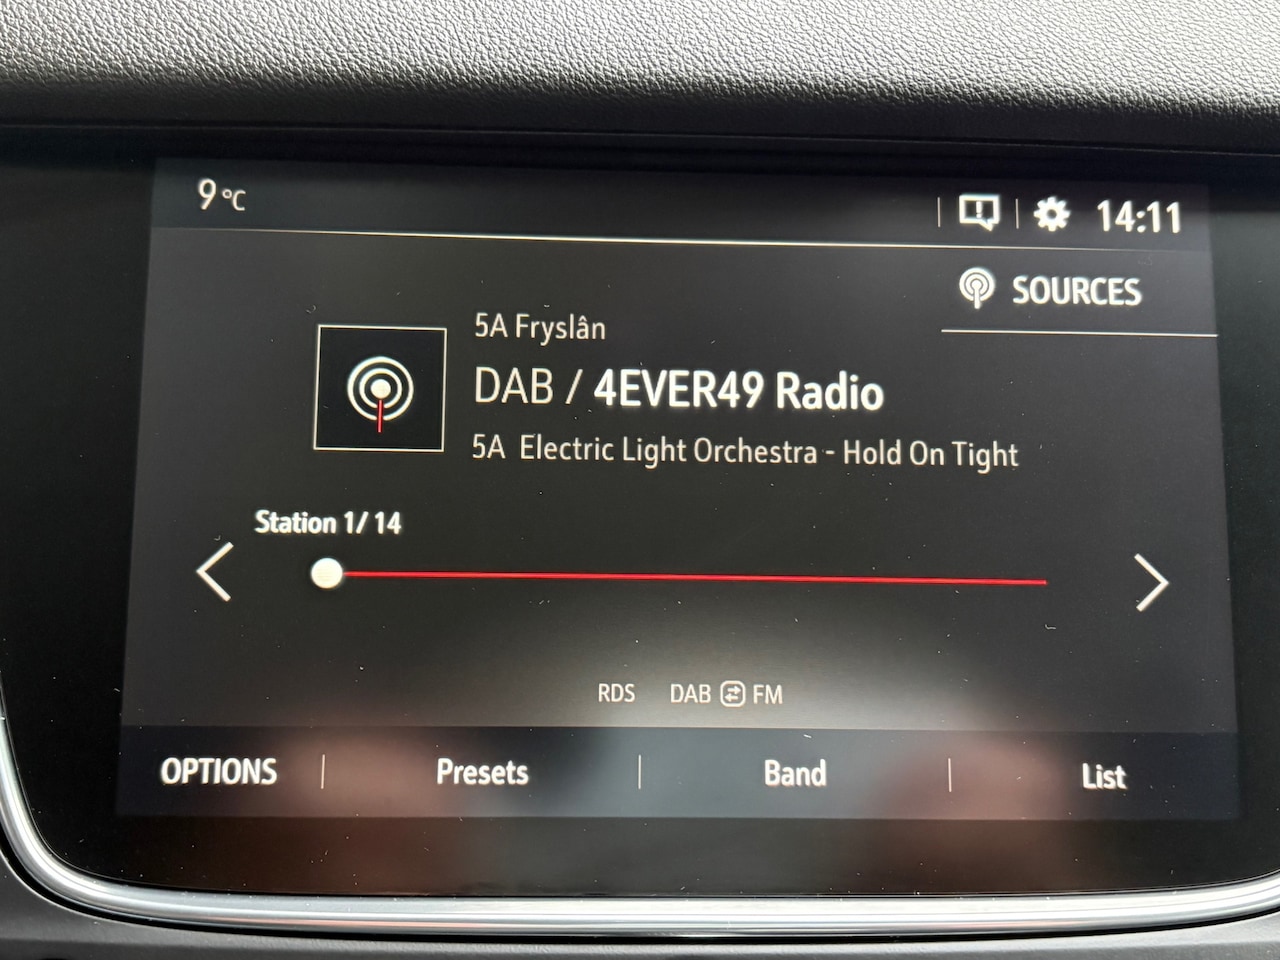 9 °C
14:11
SOURCES
5A Fryslân
DAB / 4EVER49 Radio
5A Electric Light Orchestra - Hold On Tight
Station 1/ 14
RDS DAB FM
OPTIONS Presets Band List